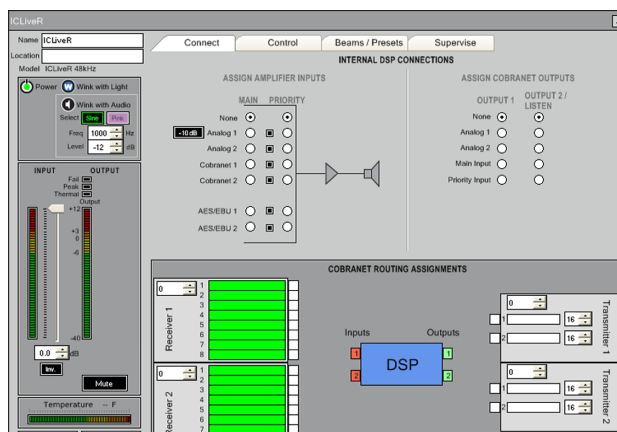 ICLiveR
Name ICLiveR
Location
Model ICLiveR 48kHz
Power W Wink with Light
Wink with Audio
Select Sine Pink
Freq 1000 Hz
Level -12 dB
INPUT OUTPUT
Fail
Peak
Thermal
Output
+12
+3
0
-6
-40
0.0 dB
Inv.
Mute
Temperature -- F
Connect Control Beams / Presets Supervise
INTERNAL DSP CONNECTIONS
ASSIGN AMPLIFIER INPUTS
MAIN PRIORITY
None
-10 dB Analog 1
Analog 2
Cobranet 1
Cobranet 2
AES/EBU 1
AES/EBU 2
ASSIGN COBRANET OUTPUTS
OUTPUT 1 OUTPUT 2 /
LISTEN
None
Analog 1
Analog 2
Main Input
Priority Input
COBRANET ROUTING ASSIGNMENTS
0
Receiver 1
1
2
3
4
5
6
7
8
0
Receiver 2
1
2
3
4
5
6
7
Inputs Outputs
1 DSP 1
2 2
0
1 16
2 16
Transmitter 1
0
1 16
2 16
Transmitter 2